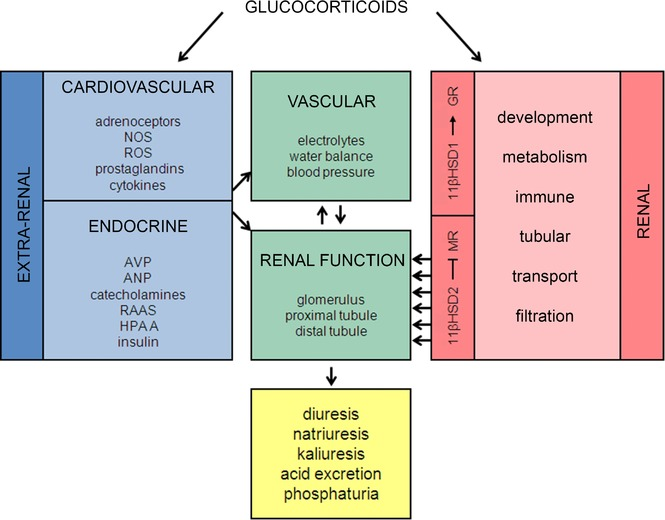 GLUCOCORTICOIDS
EXTRA-RENAL
CARDIOVASCULAR
adrenoceptors
NOS
ROS
prostaglandins
cytokines
ENDOCRINE
AVP
ANP
catecholamines
RAAS
HPAA
insulin
VASCULAR
electrolytes
water balance
blood pressure
RENAL FUNCTION
glomerulus
proximal tubule
distal tubule
diuresis
natriuresis
kaliuresis
acid excretion
phosphaturia
11βHSD1 → GR
11βHSD2 ⊣ MR
development
metabolism
immune
tubular
transport
filtration
RENAL